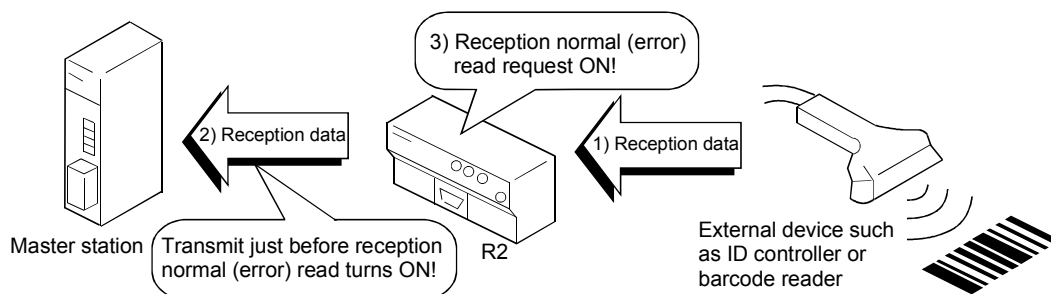 3) Reception normal (error)
read request ON!
2) Reception data
1) Reception data
Master station
Transmit just before reception
normal (error) read turns ON!
R2
External device such
as ID controller or
barcode reader